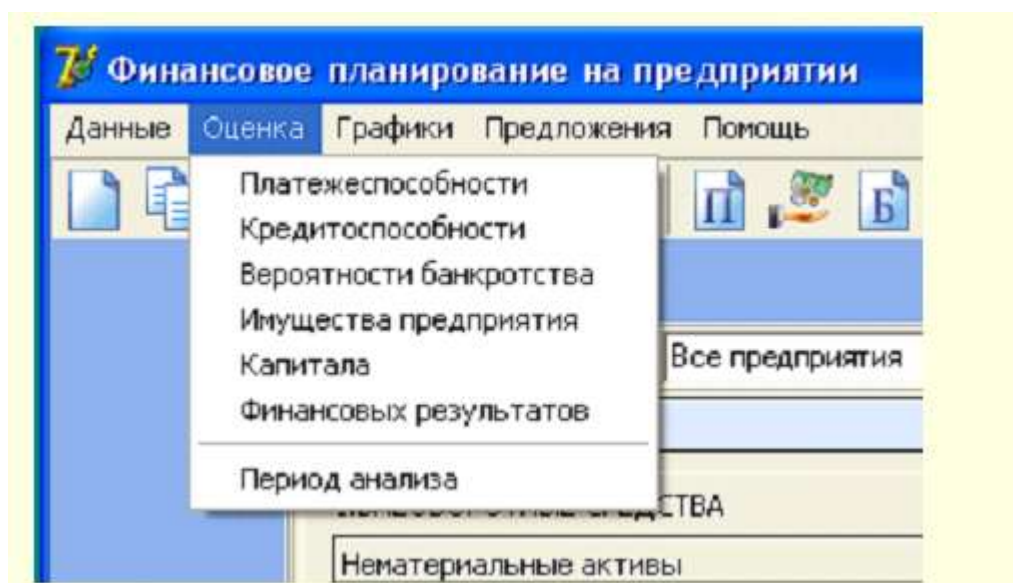 Финансовое планирование на предприятии
Данные Оценка Графики Предложения Помощь
Платежеспособности
Кредитоспособности
Вероятности банкротства
Имущества предприятия
Все предприятия
Капитала
Финансовых результатов
Период анализа
Нематериальные активы